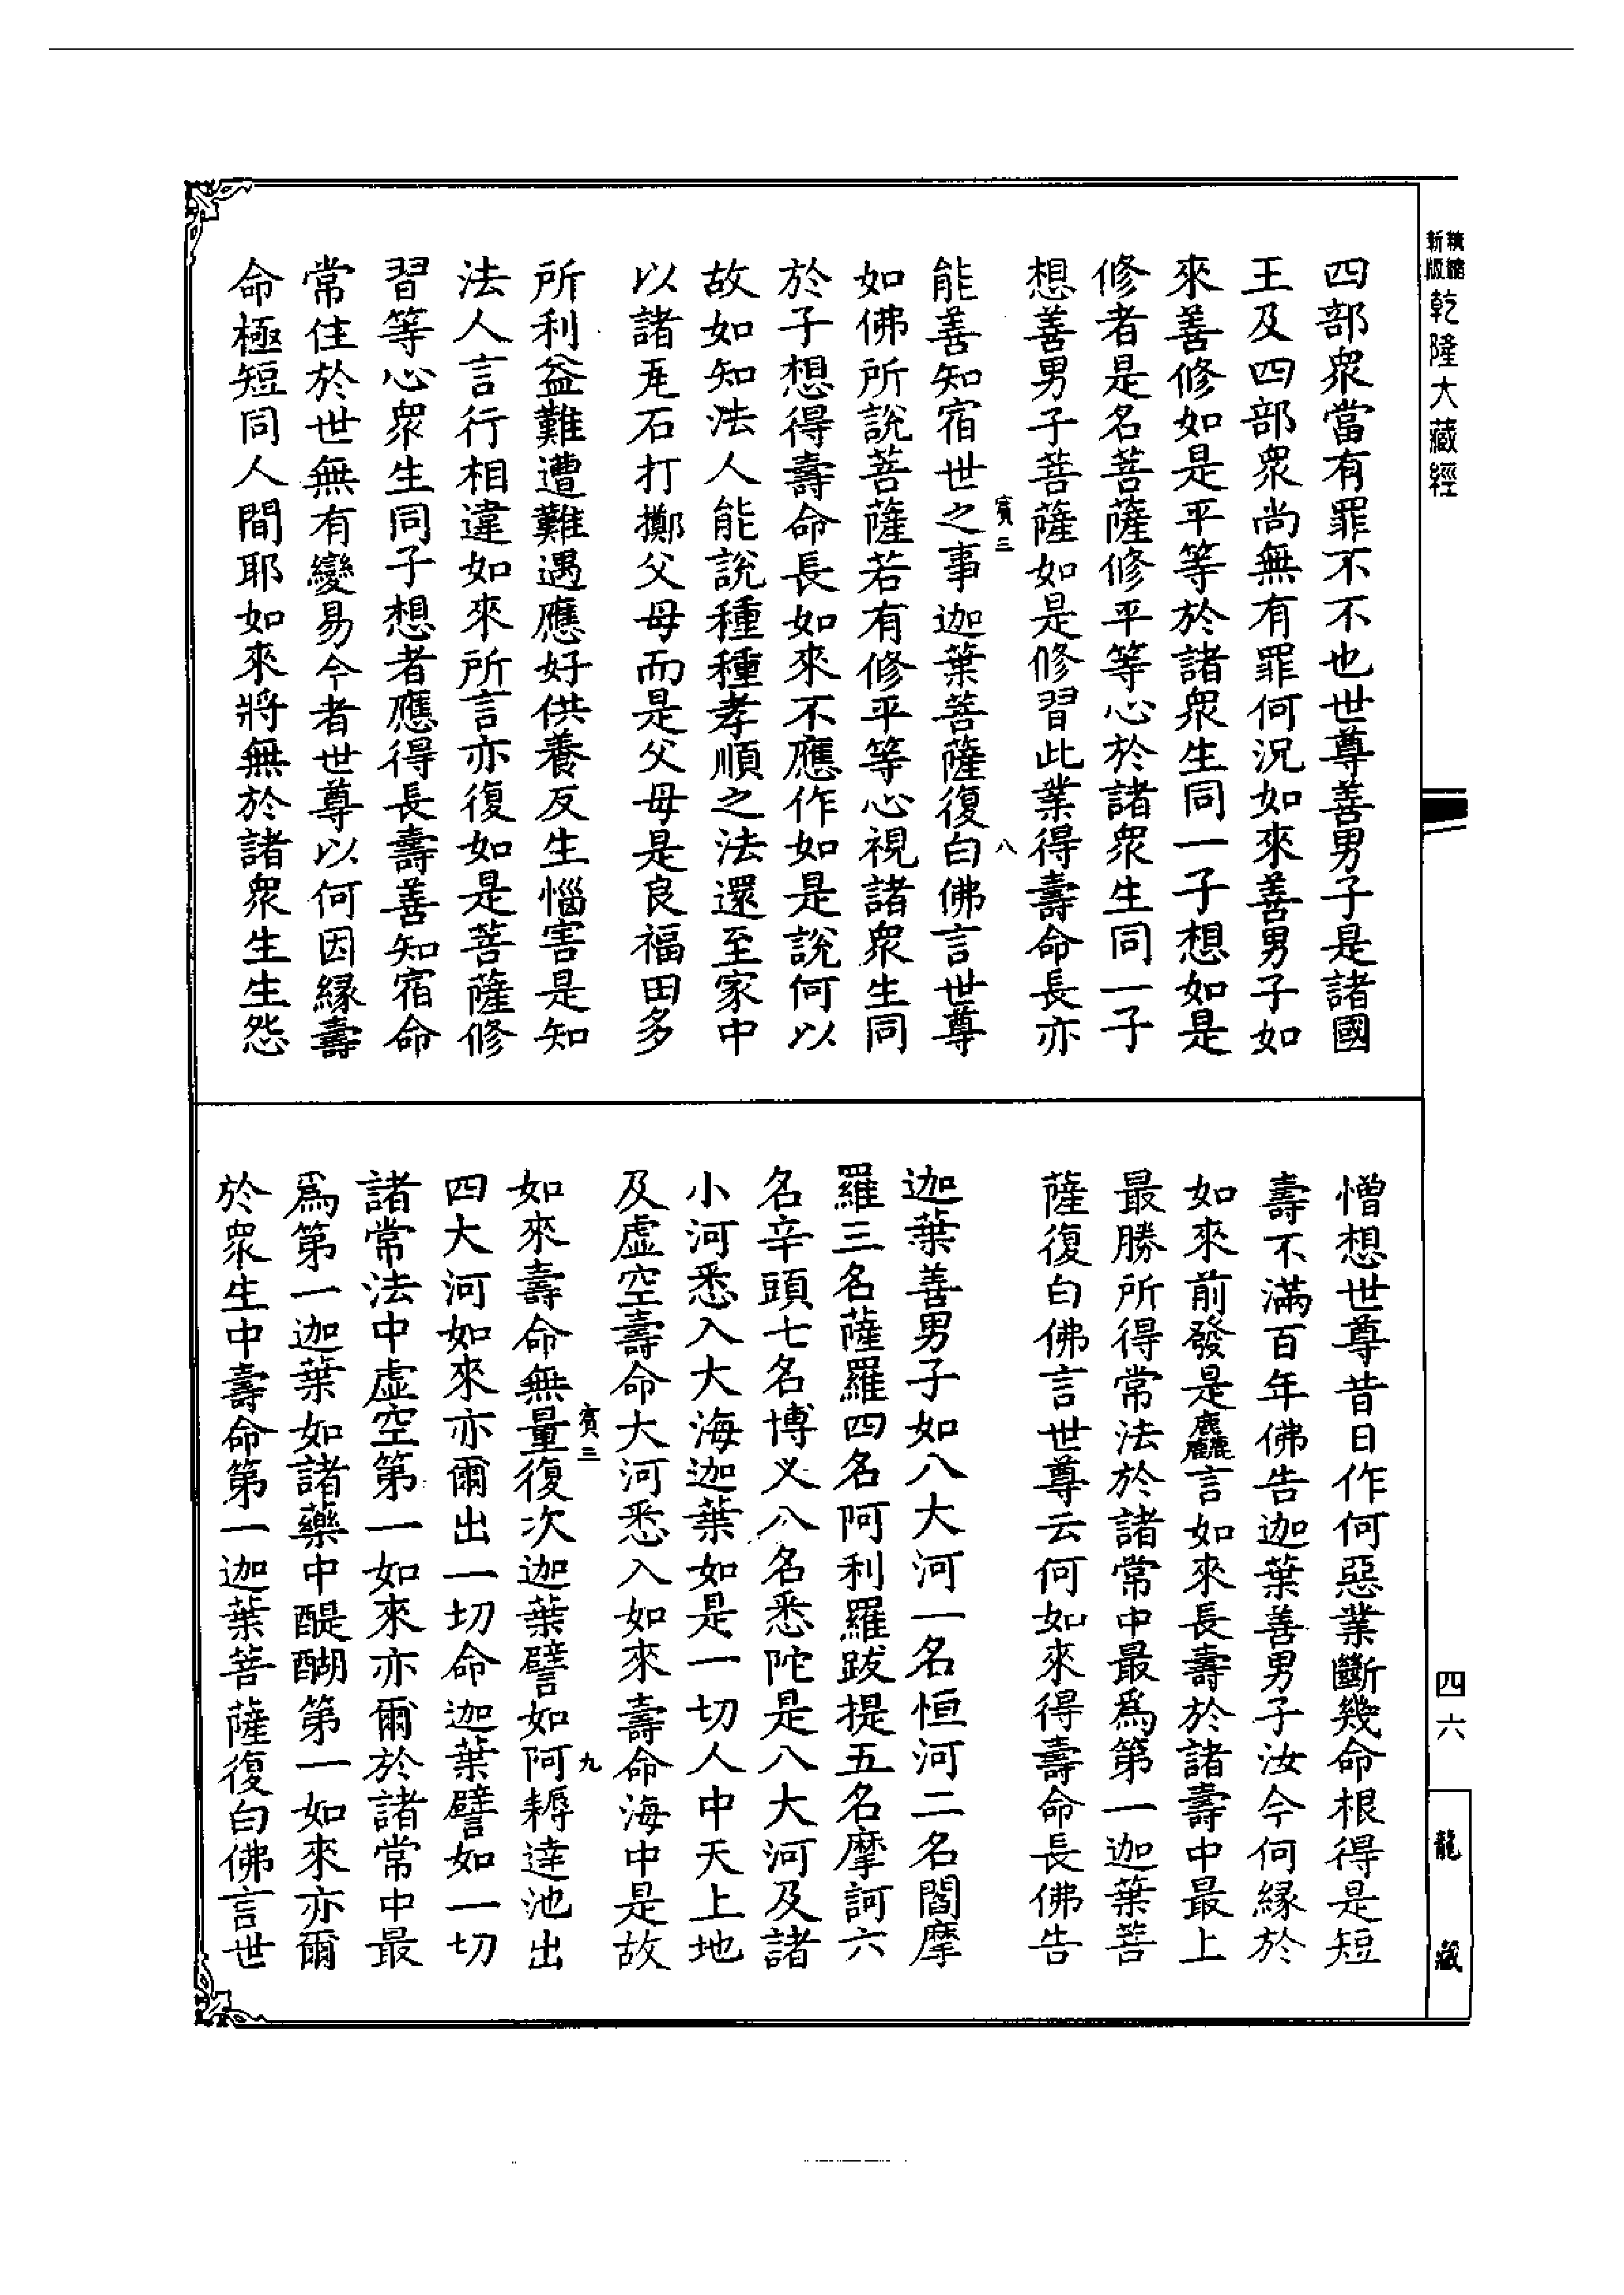 精縮新版乾隆大藏經
四部衆當有罪不不也世尊善男子是諸國
王及四部衆尚無有罪何況如來善男子如
來善修如是平等於諸衆生同一子想如是
修者是名菩薩修平等心於諸衆生同一子
想善男子菩薩如是修習此業得壽命長亦
賓三 八
能善知宿世之事迦葉菩薩復白佛言世尊
如佛所說菩薩若有修平等心視諸衆生同
於子想得壽命長如來不應作如是說何以
故如知法人能說種種孝順之法還至家中
以諸瓦石打擲父母而是父母是良福田多
所利益難遭難遇應好供養反生惱害是知
法人言行相違如來所言亦復如是菩薩修
習等心衆生同子想者應得長壽善知宿命
常住於世無有變易今者世尊以何因緣壽
命極短同人間耶如來將無於諸衆生生怨
憎想世尊昔日作何惡業斷幾命根得是短
壽不滿百年佛告迦葉善男子汝今何緣於
如來前發是麤言如來長壽於諸壽中最上
最勝所得常法於諸常中最爲第一迦葉菩
薩復白佛言世尊云何如來得壽命長佛告
迦葉善男子如八大河一名恒河二名閻摩
羅三名薩羅四名阿利羅跋提五名摩訶六
名辛頭七名博叉八名悉陀是八大河及諸
小河悉入大海迦葉如是一切人中天上地
及虛空壽命大河悉入如來壽命海中是故
賓三 九
如來壽命無量復次迦葉譬如阿耨達池出
四大河如來亦爾出一切命迦葉譬如一切
諸常法中虛空第一如來亦爾於諸常中最
爲第一迦葉如諸藥中醍醐第一如來亦爾
於衆生中壽命第一迦葉菩薩復白佛言世
四六
龍藏